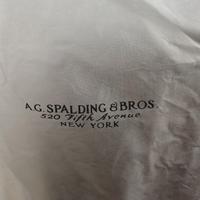 A.G. SPALDING & BROS.
520 Fifth Avenue
NEW YORK